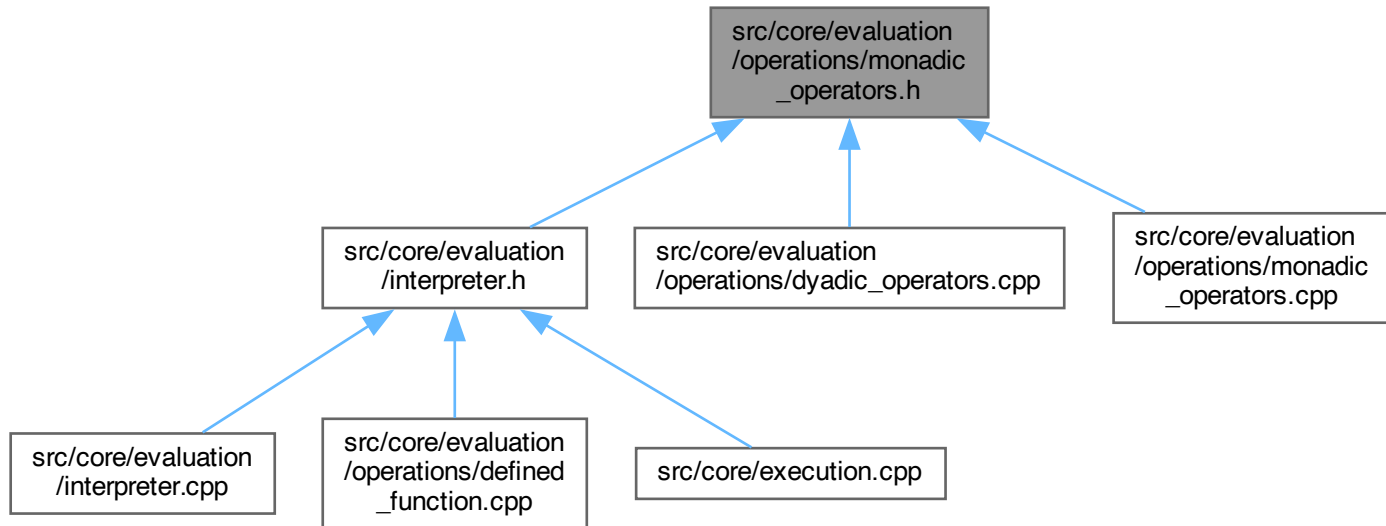 src/core/evaluation
/operations/monadic
_operators.h
src/core/evaluation
/interpreter.h
src/core/evaluation
/operations/dyadic_operators.cpp
src/core/evaluation
/operations/monadic
_operators.cpp
src/core/evaluation
/interpreter.cpp
src/core/evaluation
/operations/defined
_function.cpp
src/core/execution.cpp